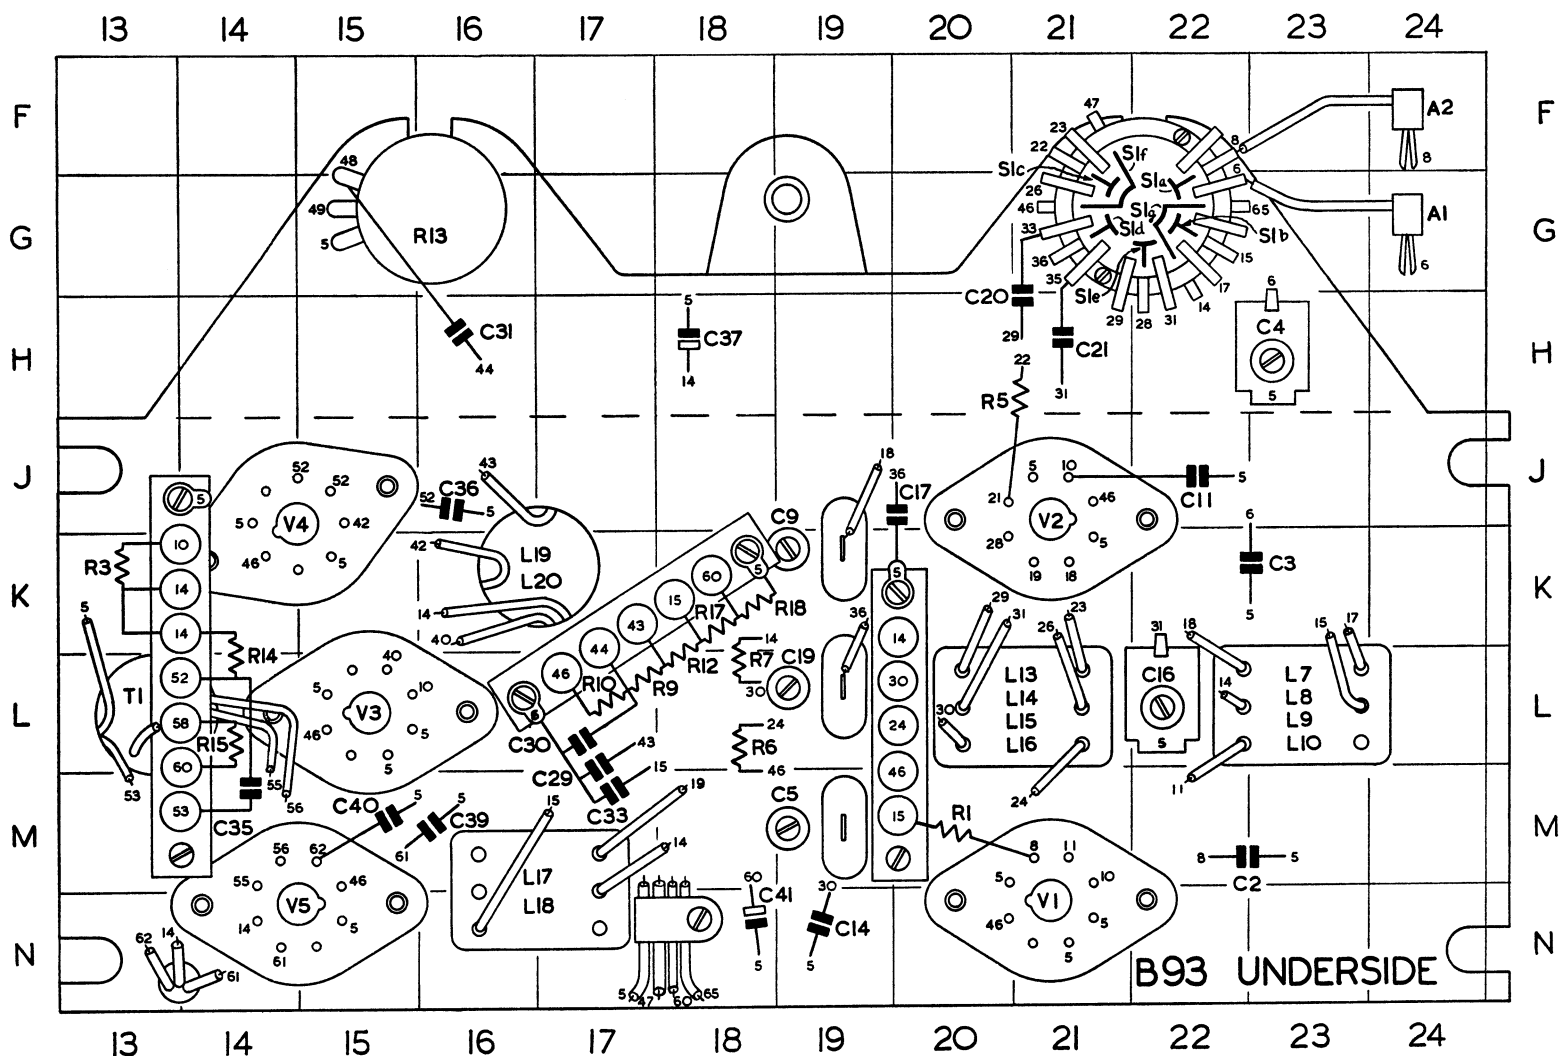 13 14 15 16 17 18 19 20 21 22 23 24
F F
A2
8
47
23
22
8
S1f
S1c
S1a
6
48
26
49
46
S1g
65
A1
G R13 G
33
S1d
S1b
5
36
15
6
35
17
S1e
14
C20
29 28 31
6
5
C31
C37
C4
29
C21
H H
44
22
14
31
5
R5
J J
43
18
52
52
5
10
36
5
C36
52
5
C17
C11
5
21
46
V4
5 42
C9
V2
6
10
42
L19
28
5
R3
46 5
L20
60
5
5
C3
K 14 K
19 18
15
R17
R18
5
14
29
31
23
5
43
36
26
18
31
15
17
14
40
14
44
14
R14
40
R12
R7
C19
52
T1
10
46
R9
L13
C16
L7
5
R10
30
30
L14
L8
14
L V3 L
58
5
30
L15
L9
46
5
24
24
R15
C30
43
R6
L16
L10
60
5
5
15
46
46
55
C29
53
56
19
11
24
C35
C40
5
5
C39
C33
C5
53
15
15
R1
M M
61
56 62
14
8 11
8 5
C2
55 46
L17
60
C41
30
5 10
V5
L18
V1
14 5
C14
46 5
N 62 14 N
61
61
5
5
5
B93 UNDERSIDE
5 47 60 65
13 14 15 16 17 18 19 20 21 22 23 24